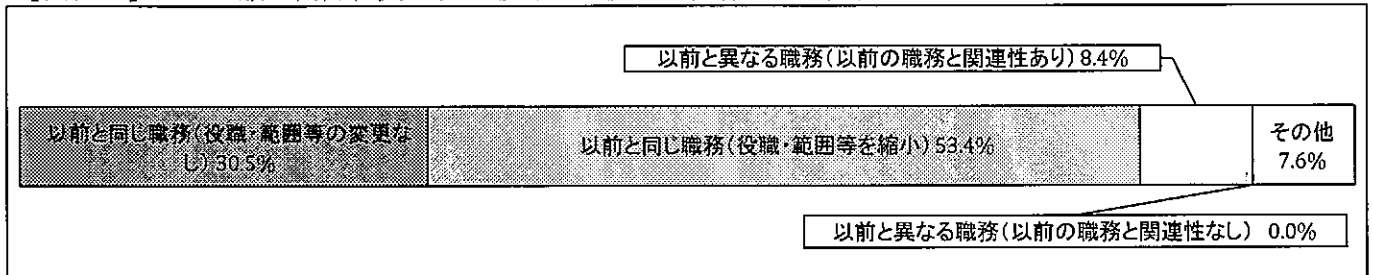 以前と異なる職務(以前の職務と関連性あり)8.4%
以前と同じ職務(役職・範囲等の変更な
し)30.5%
以前と同じ職務(役職・範囲等を縮小)53.4%
その他
7.6%
以前と異なる職務(以前の職務と関連性なし) 0.0%